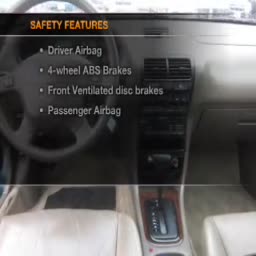 SAFETY FEATURES
• Driver Airbag
• 4-wheel ABS Brakes
• Front Ventilated disc brakes
• Passenger Airbag